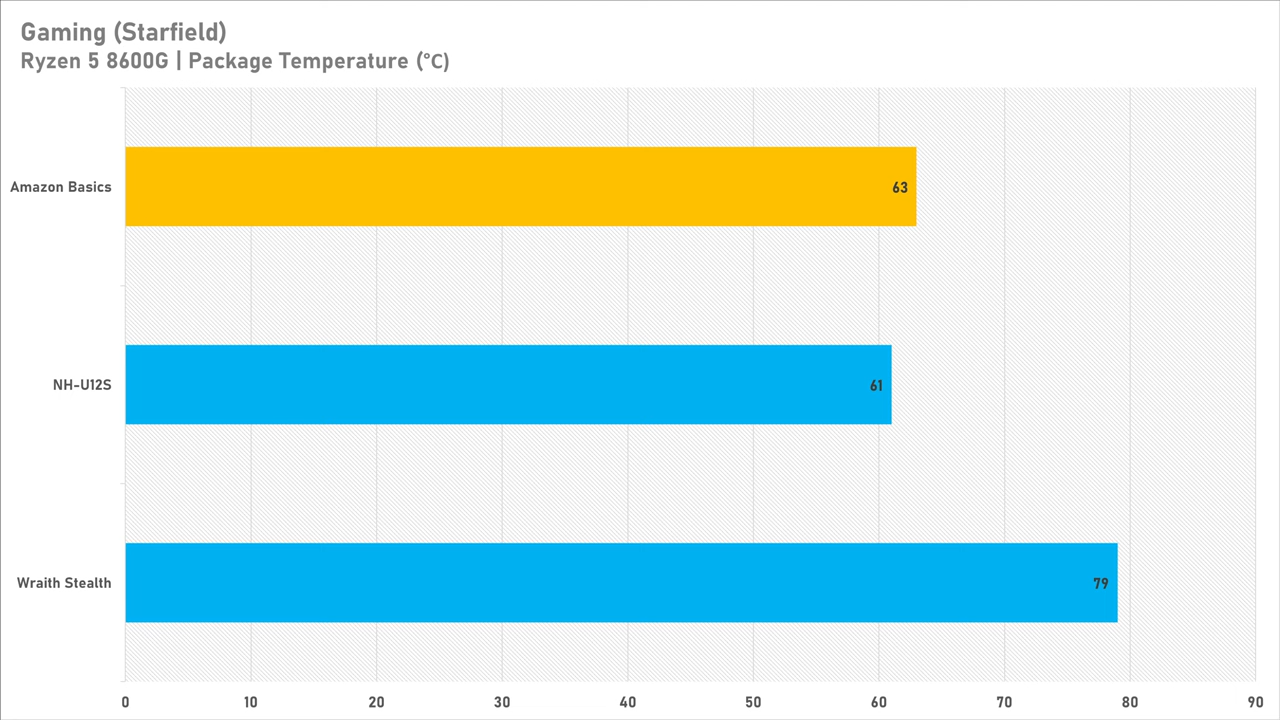 Gaming (Starfield)
Ryzen 5 8600G | Package Temperature (°C)
Amazon Basics
63
NH-U12S
61
Wraith Stealth
79
0 10 20 30 40 50 60 70 80 90